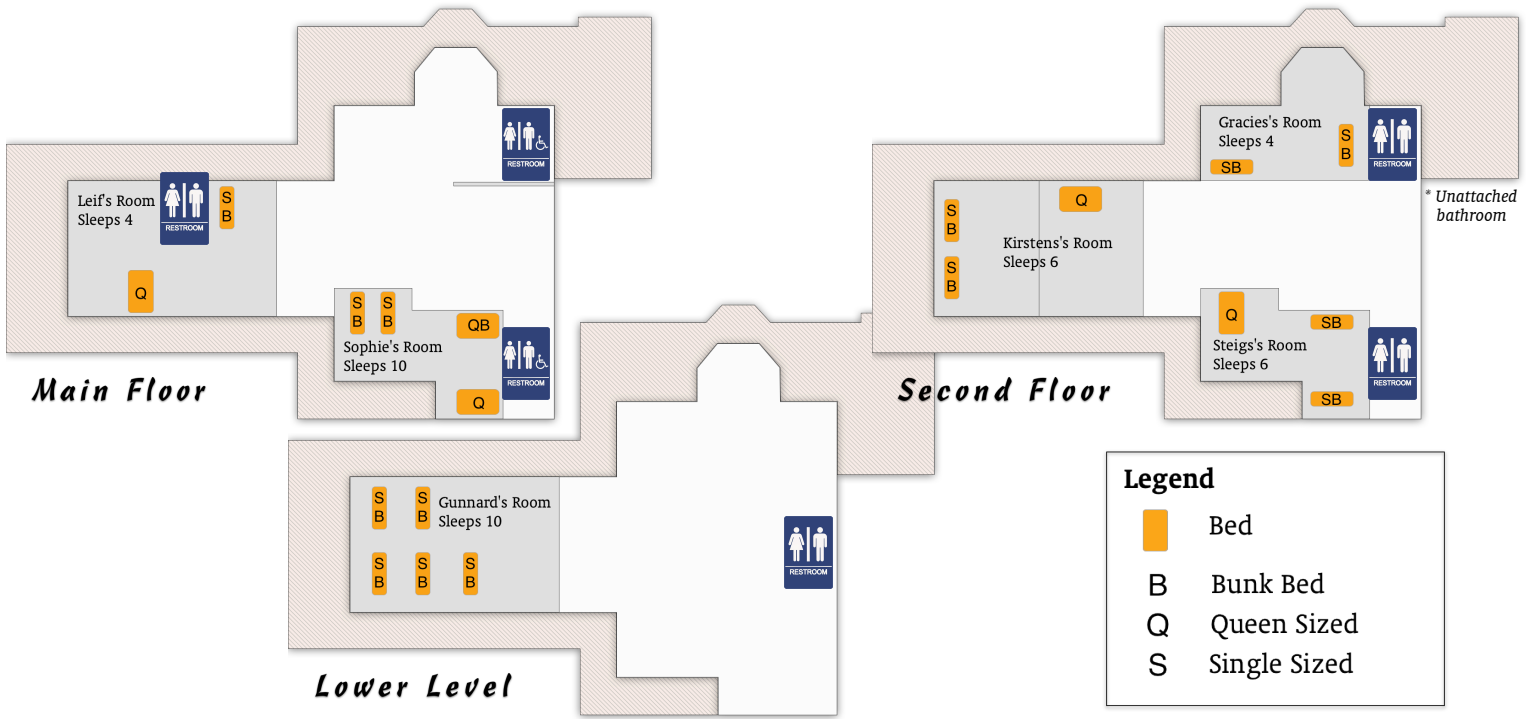 Leif's Room
Sleeps 4
RESTROOM
S
B
Q
RESTROOM
S
B
S
B
QB
Sophie's Room
Sleeps 10
RESTROOM
Q
Main Floor
Gracies's Room
Sleeps 4
S
B
SB
RESTROOM
* Unattached
bathroom
S
B
Q
Kirstens's Room
Sleeps 6
S
B
Q
SB
Steigs's Room
Sleeps 6
RESTROOM
SB
Second Floor
S
B
S
B
Gunnard's Room
Sleeps 10
S
B
S
B
S
B
RESTROOM
Lower Level
Legend
Bed
B Bunk Bed
Q Queen Sized
S Single Sized